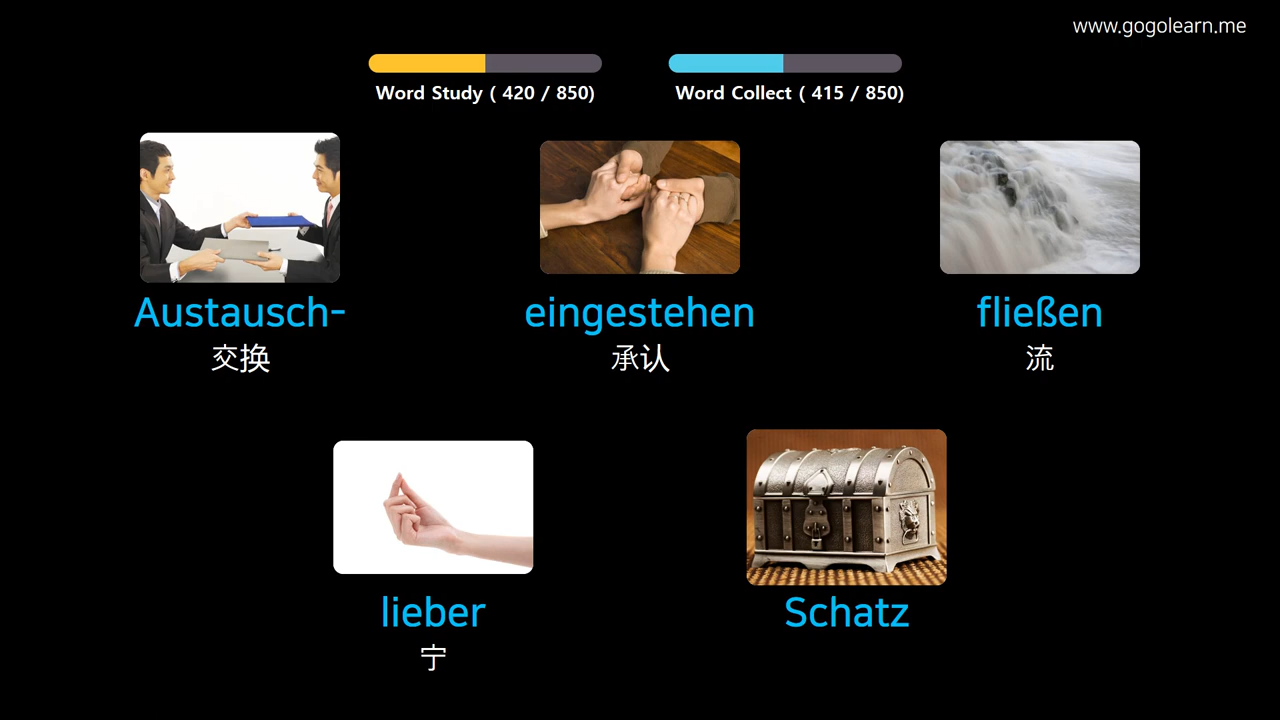 www.gogolearn.me
Word Study ( 420 / 850)
Word Collect ( 415 / 850)
Austausch-
交换
eingestehen
承认
fließen
流
lieber
宁
Schatz